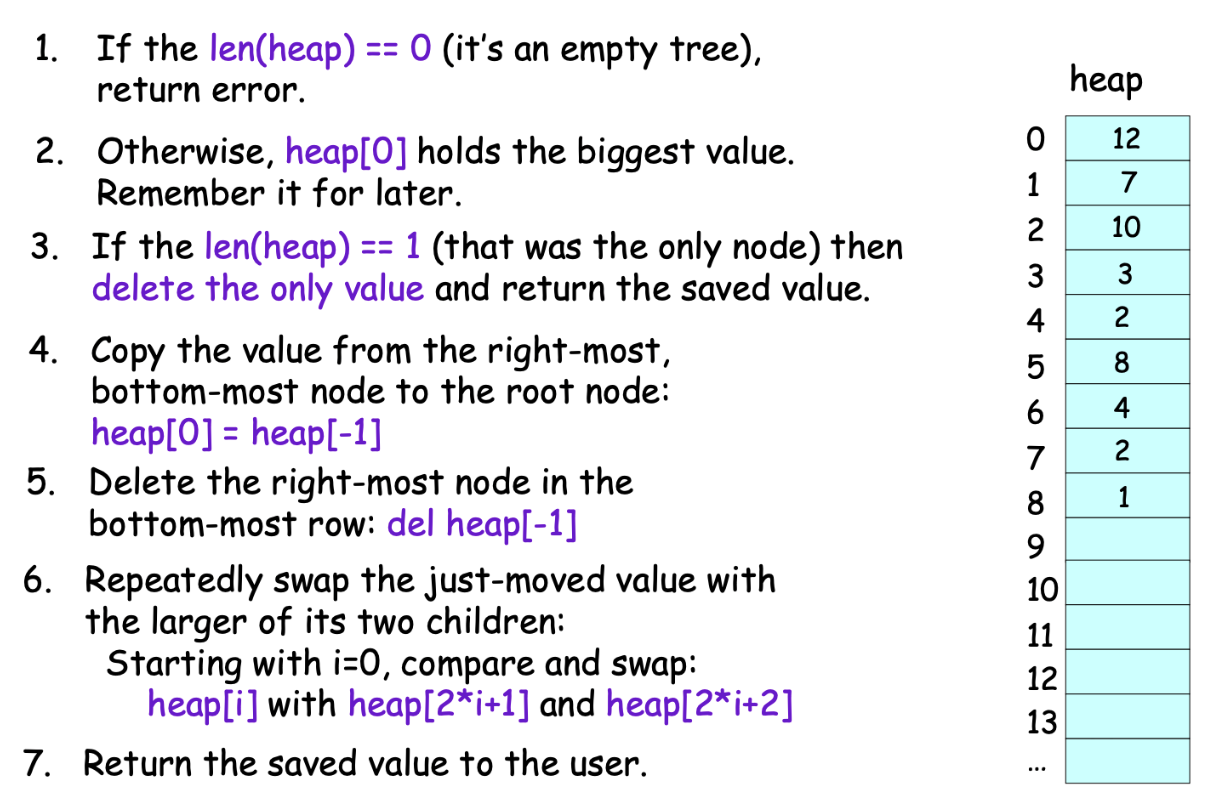 1. If the len(heap) == 0 (it's an empty tree),
return error.
2. Otherwise, heap[0] holds the biggest value.
Remember it for later.
3. If the len(heap) == 1 (that was the only node) then
delete the only value and return the saved value.
4. Copy the value from the right-most,
bottom-most node to the root node:
heap[0] = heap[-1]
5. Delete the right-most node in the
bottom-most row: del heap[-1]
6. Repeatedly swap the just-moved value with
the larger of its two children:
Starting with i=0, compare and swap:
heap[i] with heap[2*i+1] and heap[2*i+2]
7. Return the saved value to the user.
heap
0 12
1 7
2 10
3 3
4 2
5 8
6 4
7 2
8 1
9
10
11
12
13
...